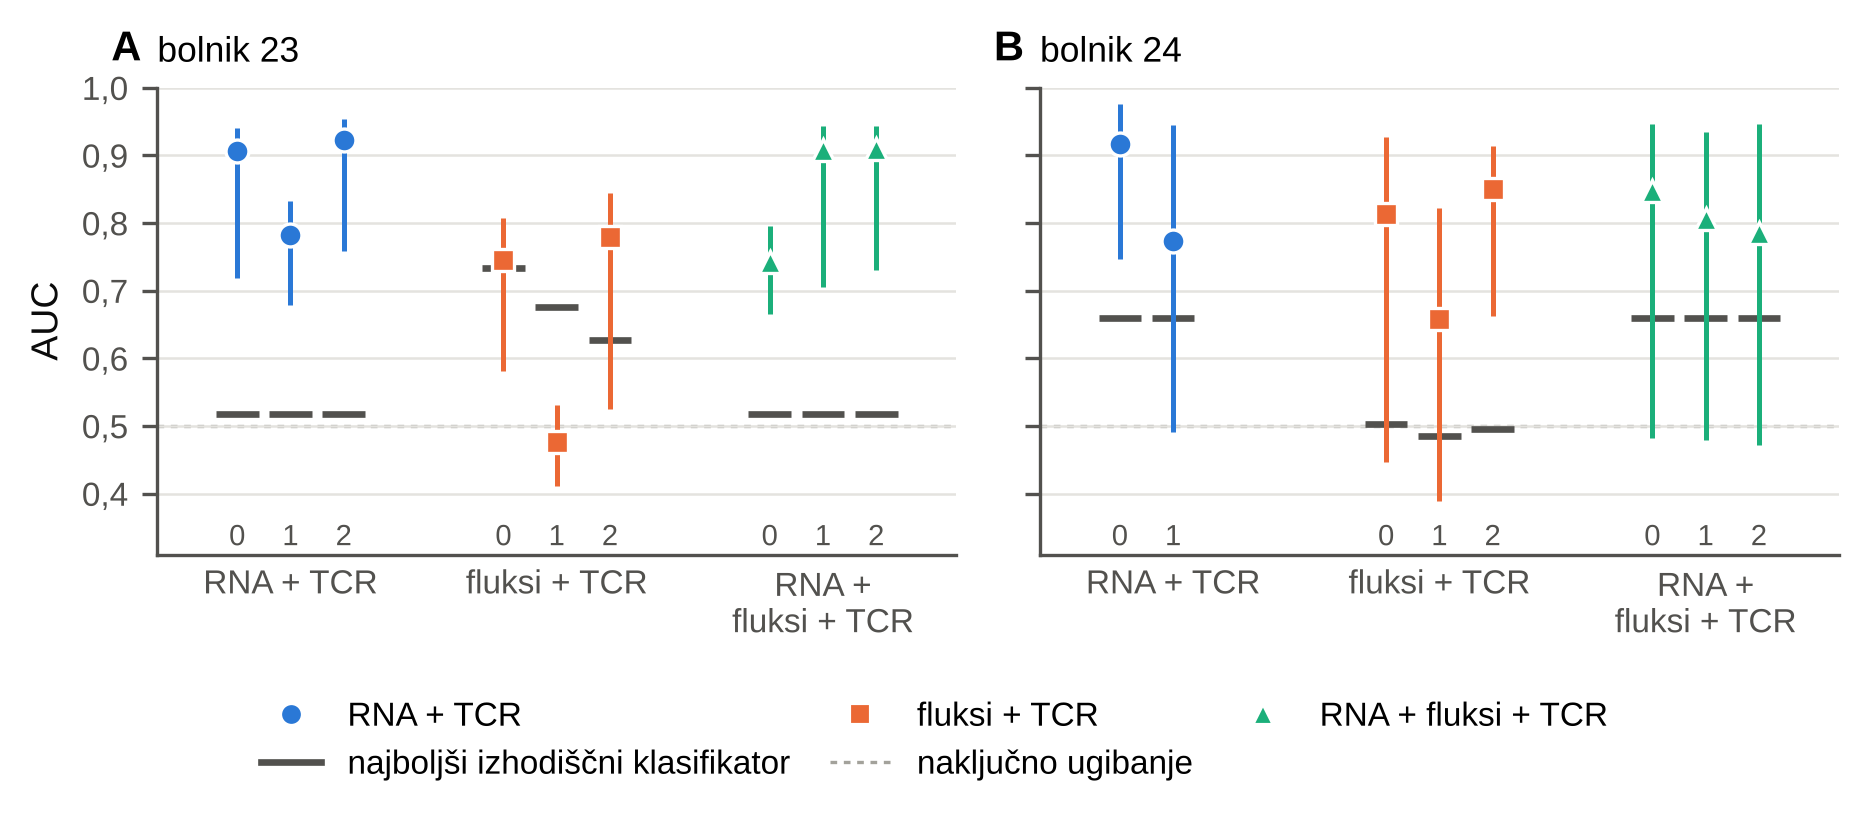 A bolnik 23
B bolnik 24
AUC
1,0
0,9
0,8
0,7
0,6
0,5
0,4
0 1 2 0 1 2 0 1 2
RNA + TCR fluksi + TCR RNA +
fluksi + TCR
0 1 0 1 2 0 1 2
RNA + TCR fluksi + TCR RNA +
fluksi + TCR
RNA + TCR fluksi + TCR RNA + fluksi + TCR
najboljši izhodiščni klasifikator naključno ugibanje